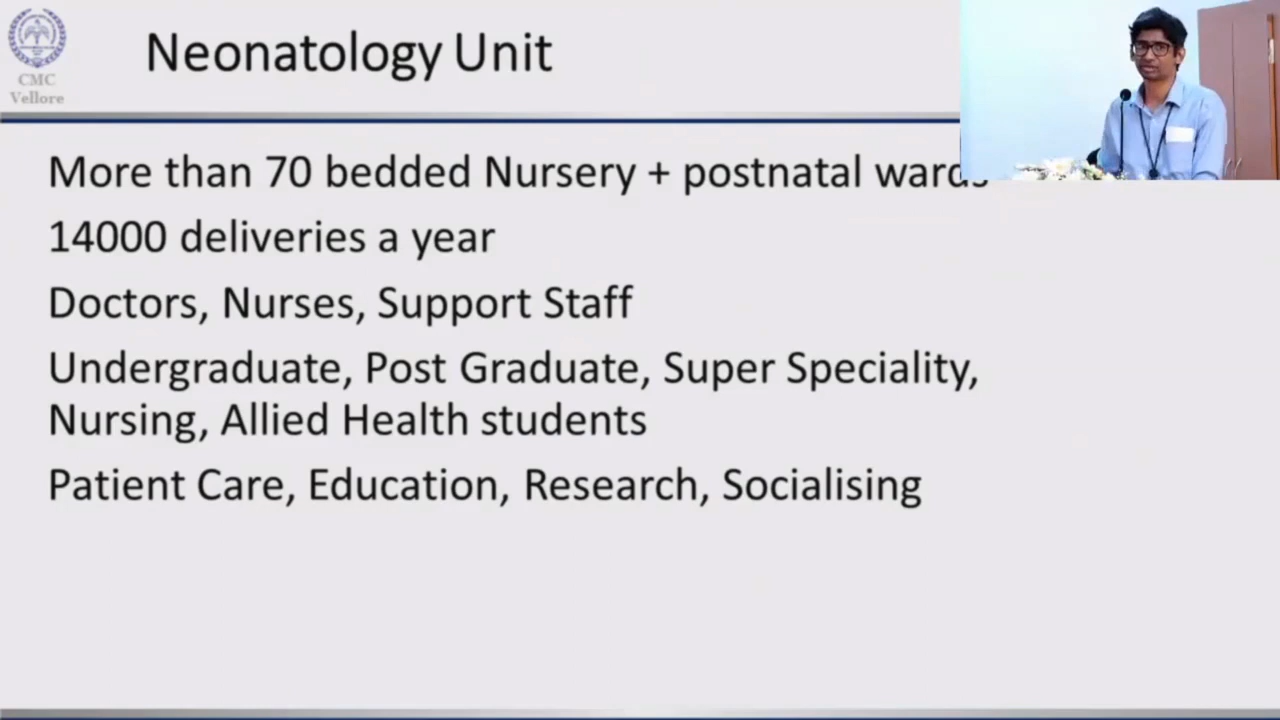 CMC
Vellore
Neonatology Unit
More than 70 bedded Nursery + postnatal wards
14000 deliveries a year
Doctors, Nurses, Support Staff
Undergraduate, Post Graduate, Super Speciality,
Nursing, Allied Health students
Patient Care, Education, Research, Socialising